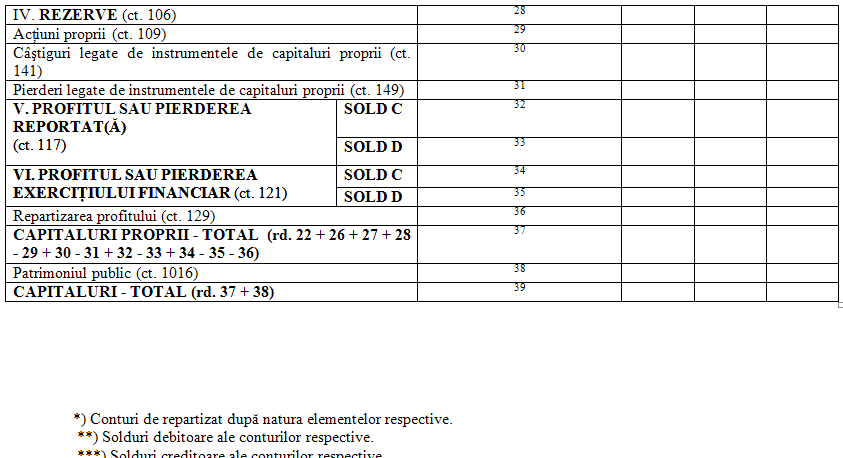 IV. REZERVE (ct. 106) 28
Acțiuni proprii (ct. 109) 29
Câştiguri legate de instrumentele de capitaluri proprii (ct. 30
141)
Pierderi legate de instrumentele de capitaluri proprii (ct. 149) 31
V. PROFITUL SAU PIERDEREA SOLD C 32
REPORTAT(Ă)
(ct. 117) SOLD D 33
VI. PROFITUL SAU PIERDEREA SOLD C 34
EXERCIȚIULUI FINANCIAR (ct. 121) SOLD D 35
Repartizarea profitului (ct. 129) 36
CAPITALURI PROPRII - TOTAL (rd. 22 + 26 + 27 + 28 37
- 29 + 30 - 31 + 32 - 33 + 34 - 35 - 36)
Patrimoniul public (ct. 1016) 38
CAPITALURI - TOTAL (rd. 37 + 38) 39
*) Conturi de repartizat după natura elementelor respective.
**) Solduri debitoare ale conturilor respective.
***) Solduri creditoare ale conturilor respective